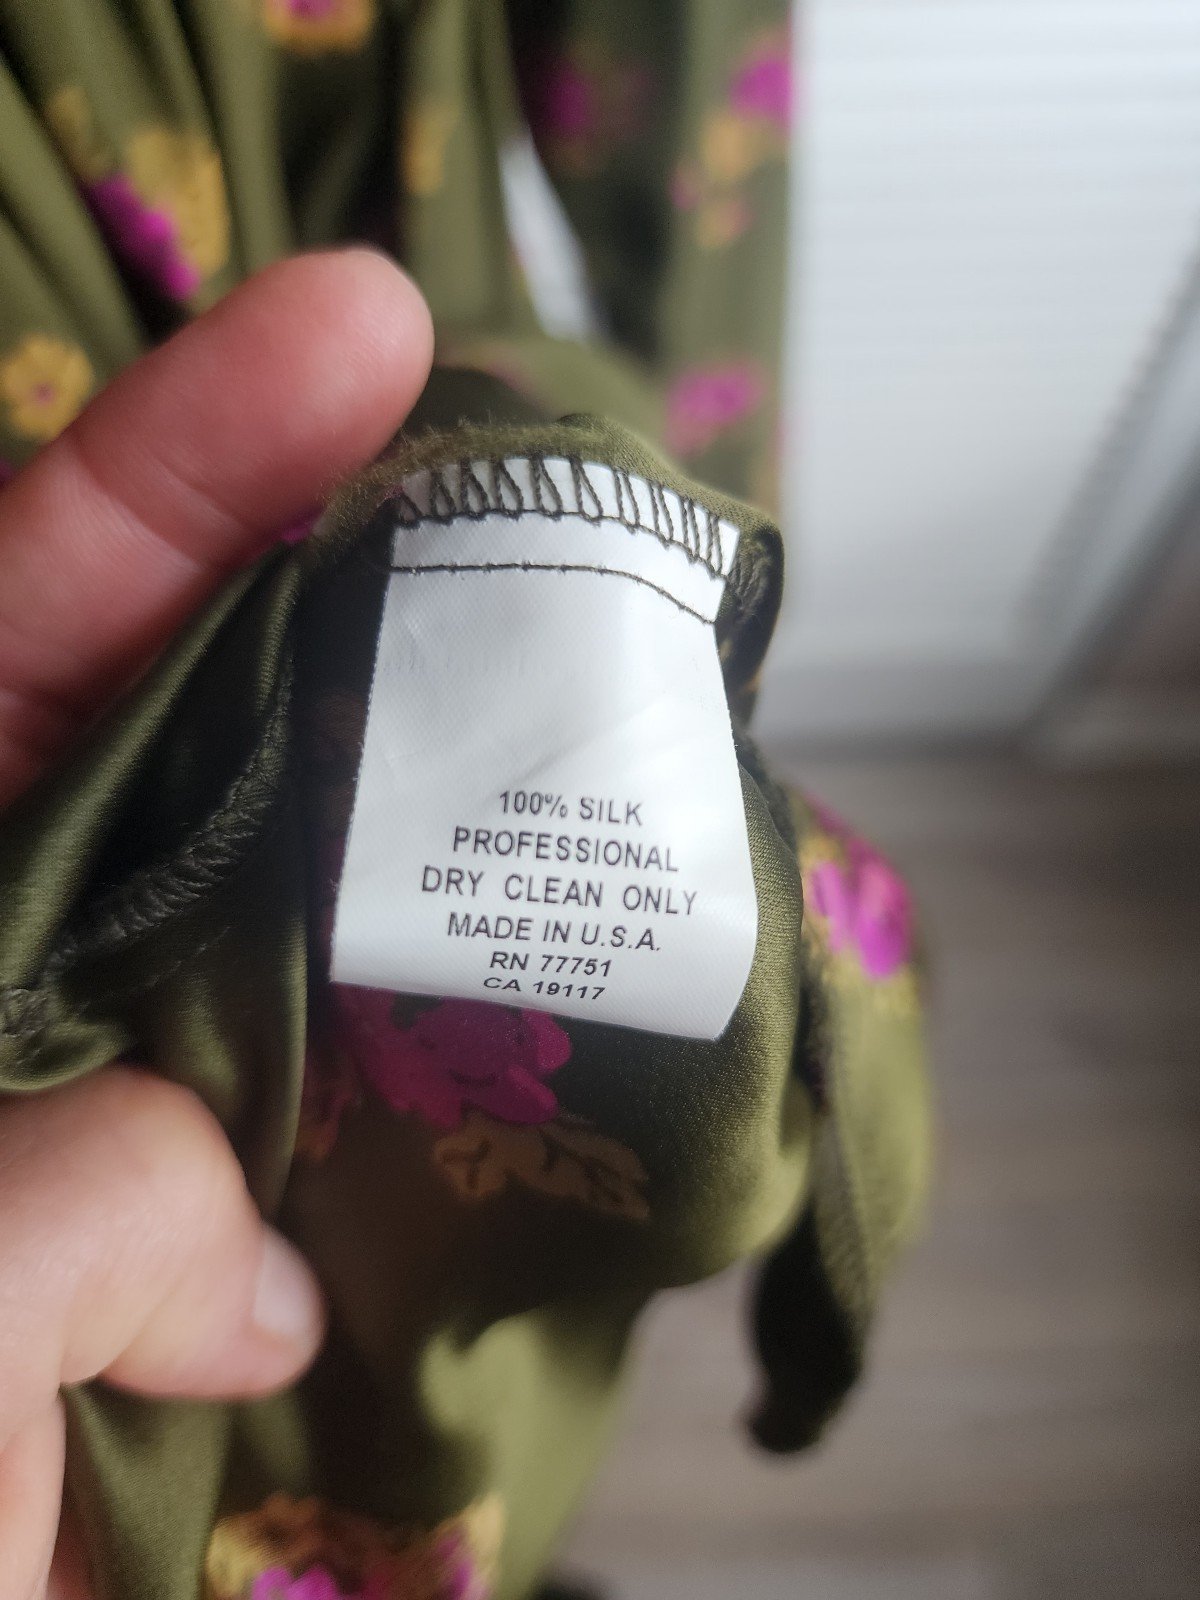 100% SILK
PROFESSIONAL
DRY CLEAN ONLY
MADE IN U.S.A.
RN 77751
CA 19117